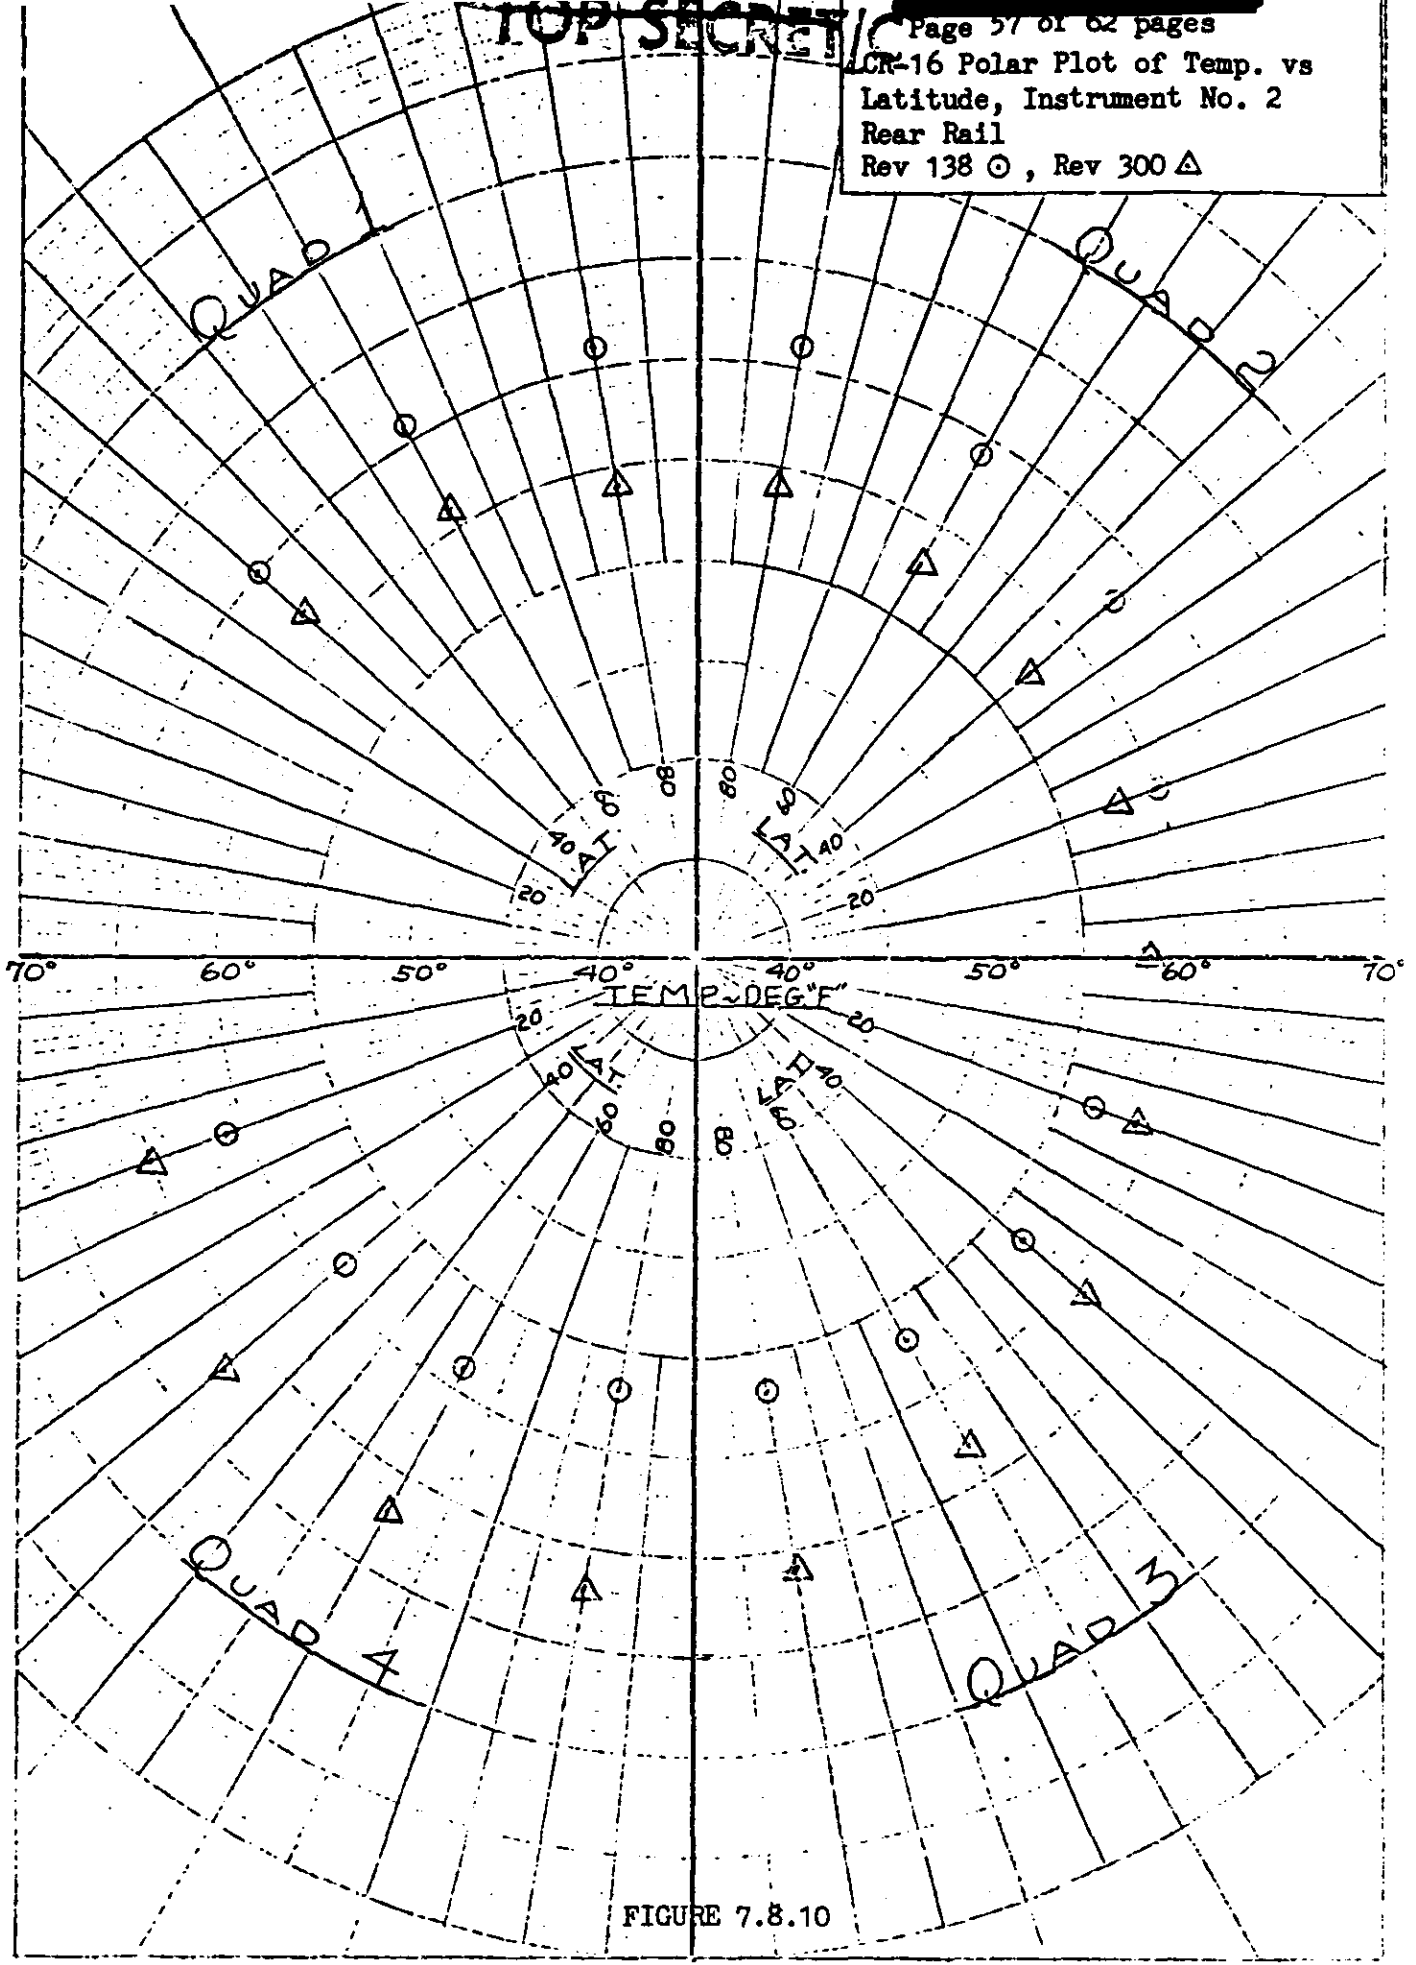 TOP SECRET/C
Page 57 of 62 pages
CR-16 Polar Plot of Temp. vs
Latitude, Instrument No. 2
Rear Rail
Rev 138 ⊙ , Rev 300 △
QUAD 1
QUAD 2
80 80
60 60
40 LAT. LAT. 40
20 20
70° 60° 50° 40° 40° 50° 60° 70°
TEMP~DEG"F"
20 20
40 LAT. LAT 40
60 60
80 80
QUAD 4
QUAD 3
FIGURE 7.8.10